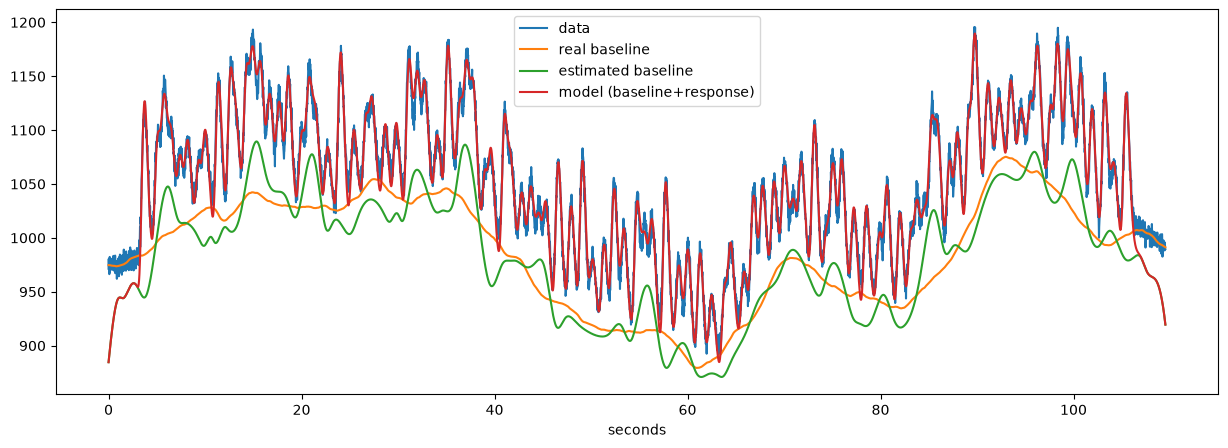 1200
1150
1100
1050
1000
950
900
data
real baseline
estimated baseline
model (baseline+response)
0 20 40 60 80 100
seconds